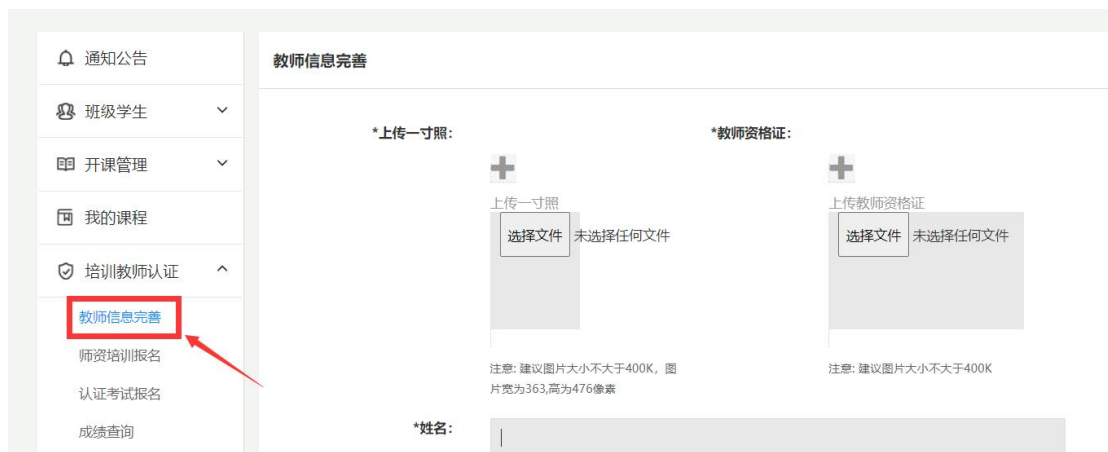 通知公告
班级学生
开课管理
我的课程
培训教师认证
教师信息完善
师资培训报名
认证考试报名
成绩查询
教师信息完善
*上传一寸照：
*教师资格证：
上传一寸照
上传教师资格证
选择文件 未选择任何文件
选择文件 未选择任何文件
注意: 建议图片大小不大于400K，图
片宽为363,高为476像素
注意: 建议图片大小不大于400K
*姓名：